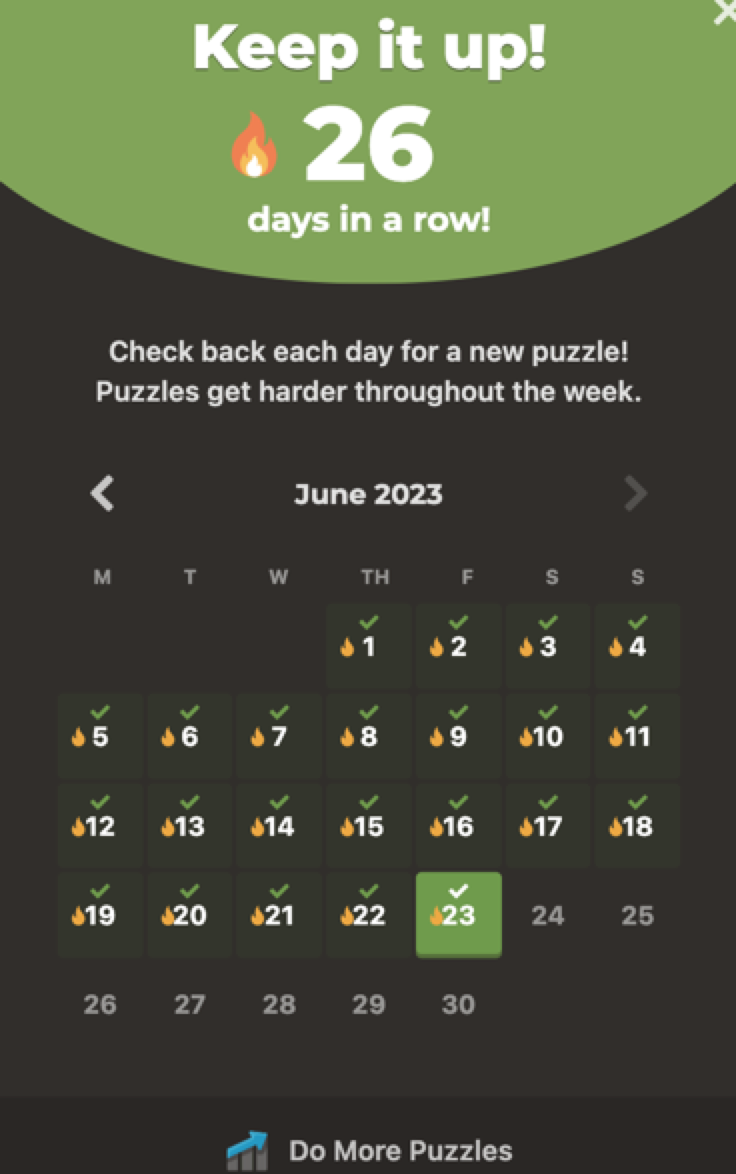 Keep it up!
26
days in a row!
Check back each day for a new puzzle!
Puzzles get harder throughout the week.
June 2023
M T W TH F S S
1 2 3 4
5 6 7 8 9 10 11
12 13 14 15 16 17 18
19 20 21 22 23 24 25
26 27 28 29 30
Do More Puzzles